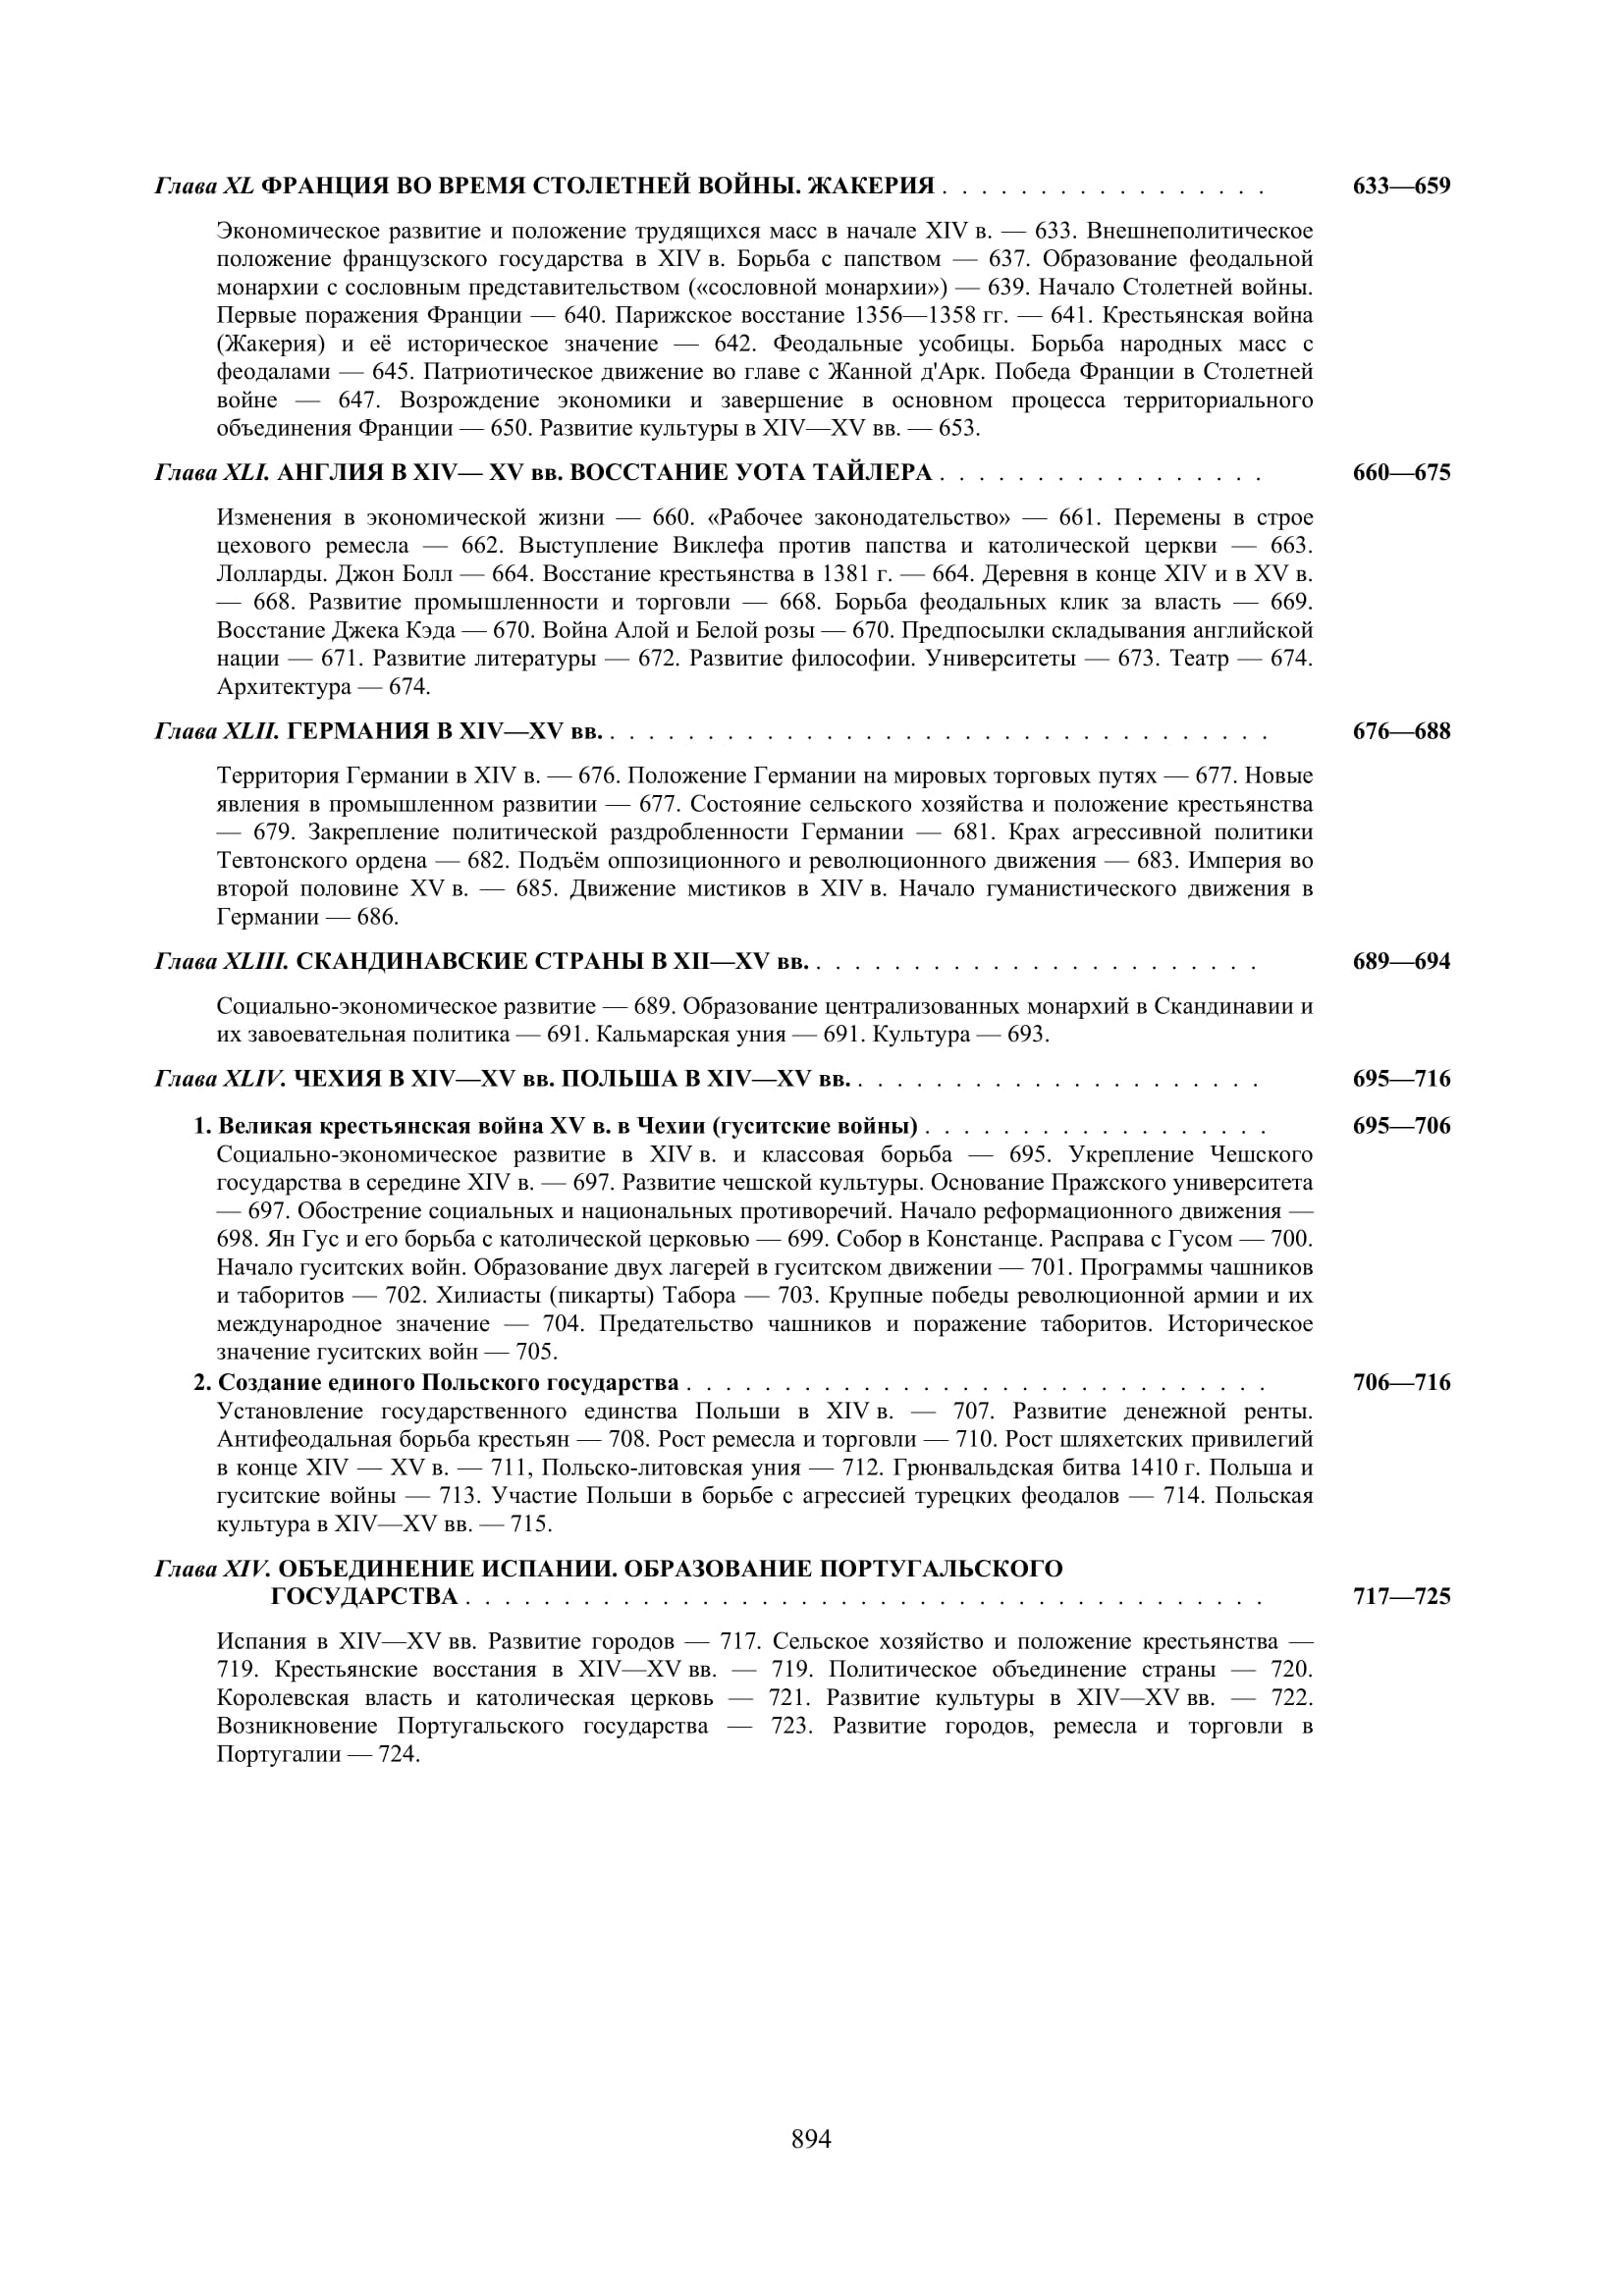 Глава XL ФРАНЦИЯ ВО ВРЕМЯ СТОЛЕТНЕЙ ВОЙНЫ. ЖАКЕРИЯ . . . . . . . . . . . . . . . . . 633—659
Экономическое развитие и положение трудящихся масс в начале XIV в. — 633. Внешнеполитическое
положение французского государства в XIV в. Борьба с папством — 637. Образование феодальной
монархии с сословным представительством («сословной монархии») — 639. Начало Столетней войны.
Первые поражения Франции — 640. Парижское восстание 1356—1358 гг. — 641. Крестьянская война
(Жакерия) и её историческое значение — 642. Феодальные усобицы. Борьба народных масс с
феодалами — 645. Патриотическое движение во главе с Жанной д'Арк. Победа Франции в Столетней
войне — 647. Возрождение экономики и завершение в основном процесса территориального
объединения Франции — 650. Развитие культуры в XIV—XV вв. — 653.
Глава XLI. АНГЛИЯ В XIV— XV вв. ВОССТАНИЕ УОТА ТАЙЛЕРА . . . . . . . . . . . . . . . . . 660—675
Изменения в экономической жизни — 660. «Рабочее законодательство» — 661. Перемены в строе
цехового ремесла — 662. Выступление Виклефа против папства и католической церкви — 663.
Лолларды. Джон Болл — 664. Восстание крестьянства в 1381 г. — 664. Деревня в конце XIV и в XV в.
— 668. Развитие промышленности и торговли — 668. Борьба феодальных клик за власть — 669.
Восстание Джека Кэда — 670. Война Алой и Белой розы — 670. Предпосылки складывания английской
нации — 671. Развитие литературы — 672. Развитие философии. Университеты — 673. Театр — 674.
Архитектура — 674.
Глава XLII. ГЕРМАНИЯ В XIV—XV вв. . . . . . . . . . . . . . . . . . . . . . . . . . . . . . . . . . . 676—688
Территория Германии в XIV в. — 676. Положение Германии на мировых торговых путях — 677. Новые
явления в промышленном развитии — 677. Состояние сельского хозяйства и положение крестьянства
— 679. Закрепление политической раздробленности Германии — 681. Крах агрессивной политики
Тевтонского ордена — 682. Подъём оппозиционного и революционного движения — 683. Империя во
второй половине XV в. — 685. Движение мистиков в XIV в. Начало гуманистического движения в
Германии — 686.
Глава XLIII. СКАНДИНАВСКИЕ СТРАНЫ В XII—XV вв. . . . . . . . . . . . . . . . . . . . . . . . 689—694
Социально-экономическое развитие — 689. Образование централизованных монархий в Скандинавии и
их завоевательная политика — 691. Кальмарская уния — 691. Культура — 693.
Глава XLIV. ЧЕХИЯ В XIV—XV вв. ПОЛЬША В XIV—XV вв. . . . . . . . . . . . . . . . . . . . . . 695—716
1. Великая крестьянская война XV в. в Чехии (гуситские войны) . . . . . . . . . . . . . . . . . . 695—706
Социально-экономическое развитие в XIV в. и классовая борьба — 695. Укрепление Чешского
государства в середине XIV в. — 697. Развитие чешской культуры. Основание Пражского университета
— 697. Обострение социальных и национальных противоречий. Начало реформационного движения —
698. Ян Гус и его борьба с католической церковью — 699. Собор в Констанце. Расправа с Гусом — 700.
Начало гуситских войн. Образование двух лагерей в гуситском движении — 701. Программы чашников
и таборитов — 702. Хилиасты (пикарты) Табора — 703. Крупные победы революционной армии и их
международное значение — 704. Предательство чашников и поражение таборитов. Историческое
значение гуситских войн — 705.
2. Создание единого Польского государства . . . . . . . . . . . . . . . . . . . . . . . . . . . . . . 706—716
Установление государственного единства Польши в XIV в. — 707. Развитие денежной ренты.
Антифеодальная борьба крестьян — 708. Рост ремесла и торговли — 710. Рост шляхетских привилегий
в конце XIV — XV в. — 711, Польско-литовская уния — 712. Грюнвальдская битва 1410 г. Польша и
гуситские войны — 713. Участие Польши в борьбе с агрессией турецких феодалов — 714. Польская
культура в XIV—XV вв. — 715.
Глава XIV. ОБЪЕДИНЕНИЕ ИСПАНИИ. ОБРАЗОВАНИЕ ПОРТУГАЛЬСКОГО
ГОСУДАРСТВА . . . . . . . . . . . . . . . . . . . . . . . . . . . . . . . . . . . . . . . . . 717—725
Испания в XIV—XV вв. Развитие городов — 717. Сельское хозяйство и положение крестьянства —
719. Крестьянские восстания в XIV—XV вв. — 719. Политическое объединение страны — 720.
Королевская власть и католическая церковь — 721. Развитие культуры в XIV—XV вв. — 722.
Возникновение Португальского государства — 723. Развитие городов, ремесла и торговли в
Португалии — 724.
894